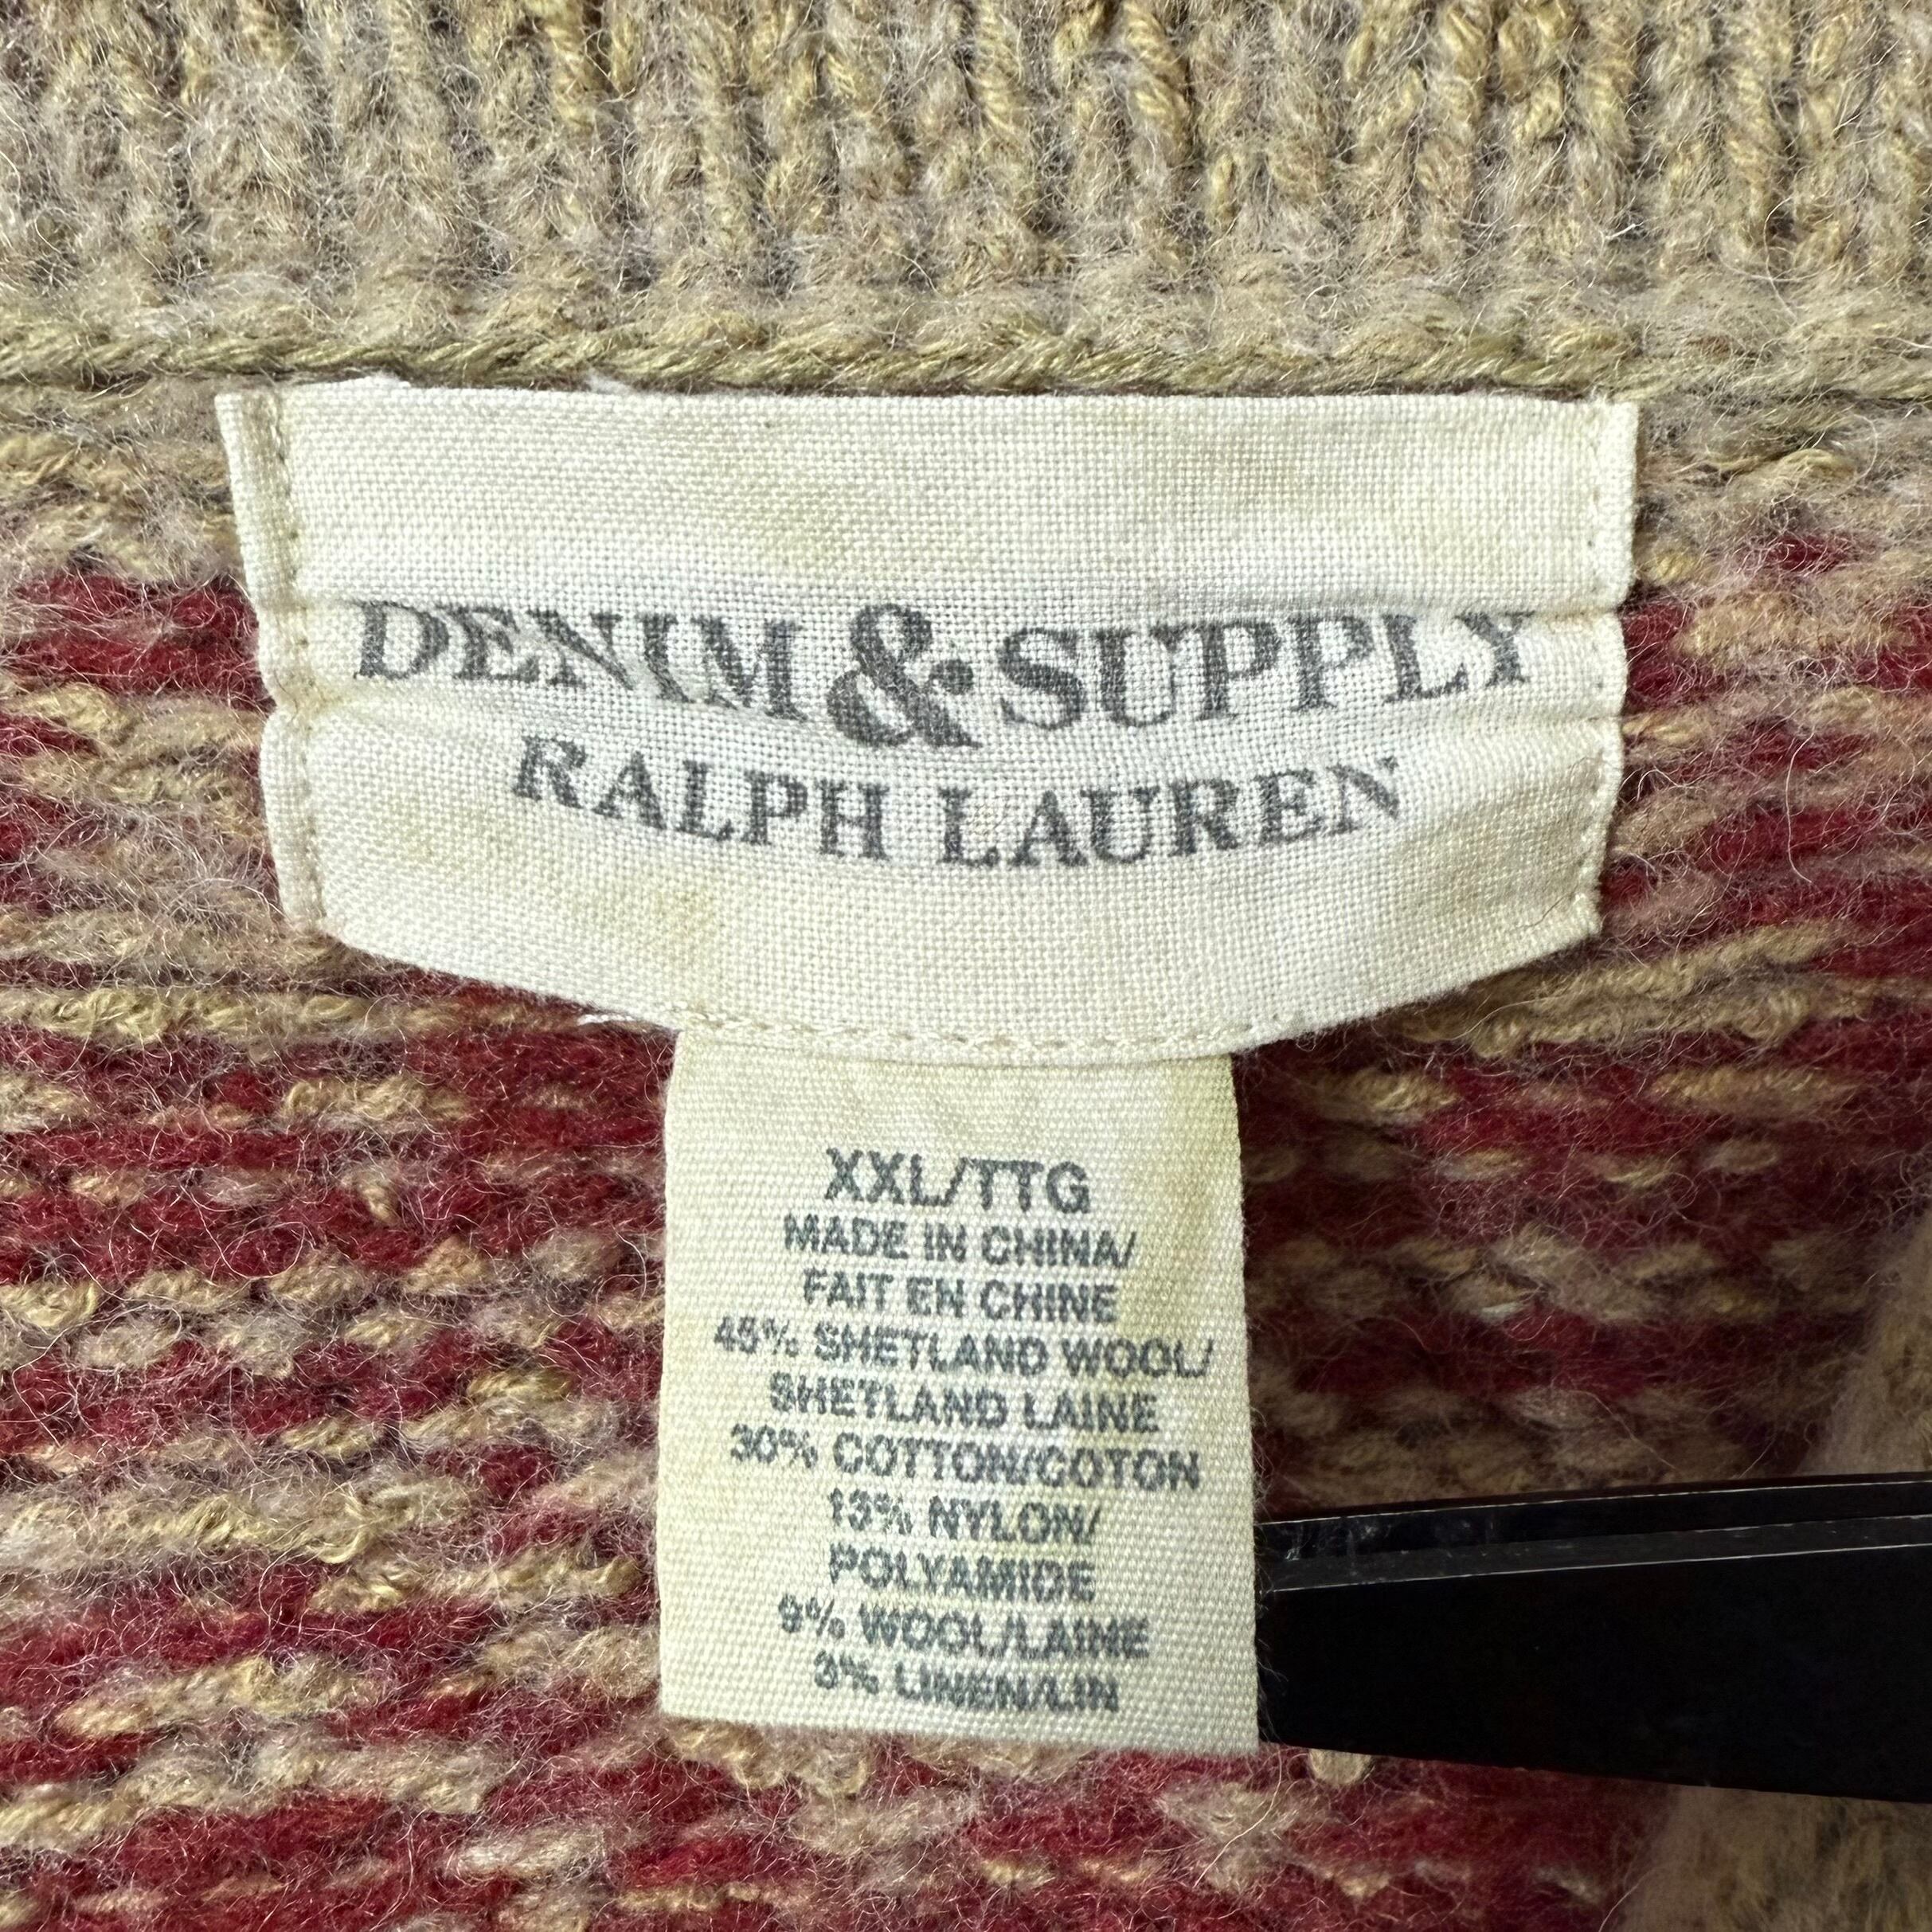 DENIM & SUPPLY
RALPH LAUREN
XXL/TTG
MADE IN CHINA/
FAIT EN CHINE
45% SHETLAND WOOL/
SHETLAND LAINE
30% COTTON/COTON
13% NYLON/
POLYAMIDE
9% WOOL/LAINE
3% LINEN/LIN